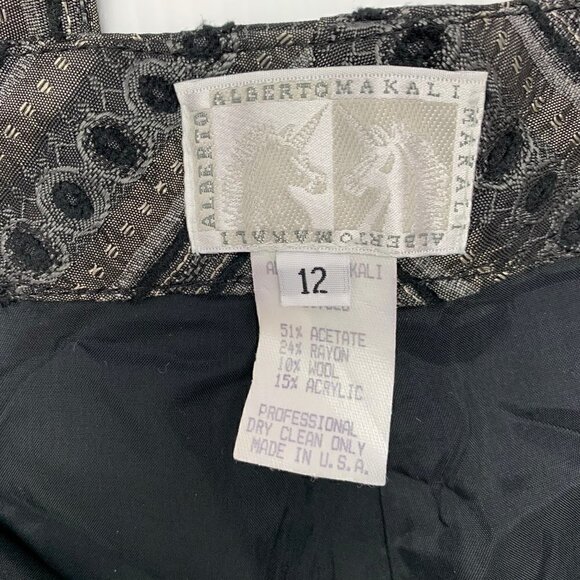 ALBERTO MAKALI
ALBERTO
MAKALI
ALBERTO MAKALI
KALI
12
51% ACETATE
24% RAYON
10% WOOL
15% ACRYLIC
PROFESSIONAL
DRY CLEAN ONLY
MADE IN U.S.A.